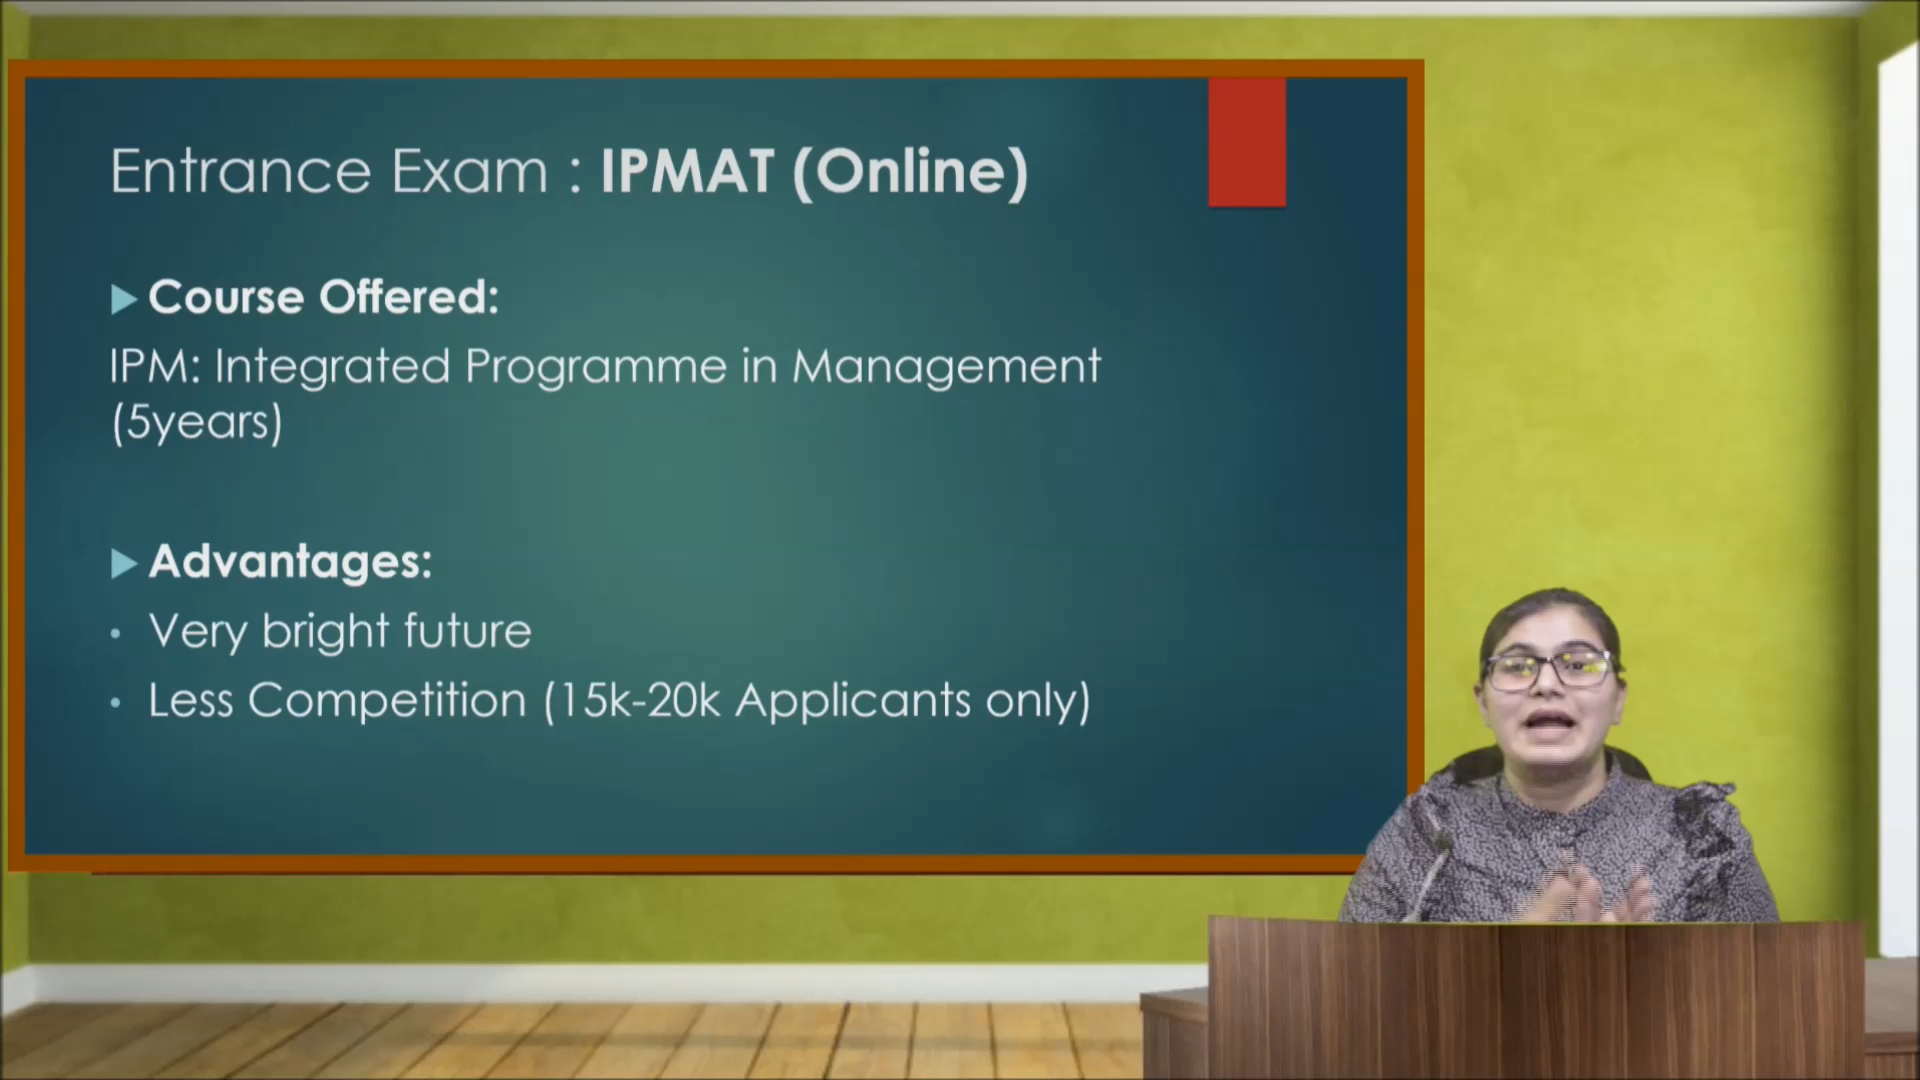 Entrance Exam : IPMAT (Online)
Course Offered:
IPM: Integrated Programme in Management
(5years)
Advantages:
Very bright future
Less Competition (15k-20k Applicants only)